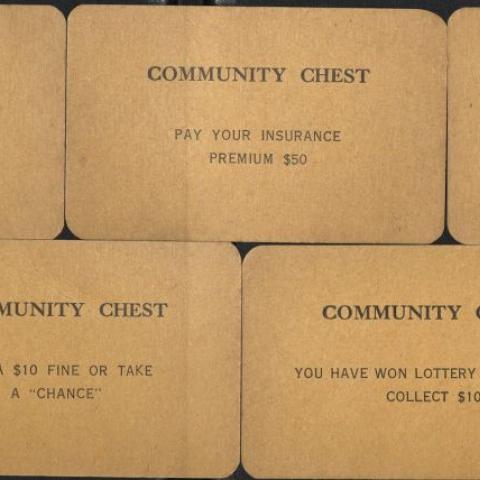 COMMUNITY CHEST
PAY YOUR INSURANCE
PREMIUM $50
MUNITY CHEST
A $10 FINE OR TAKE
A “CHANCE”
COMMUNITY
YOU HAVE WON LOTTERY
COLLECT $10